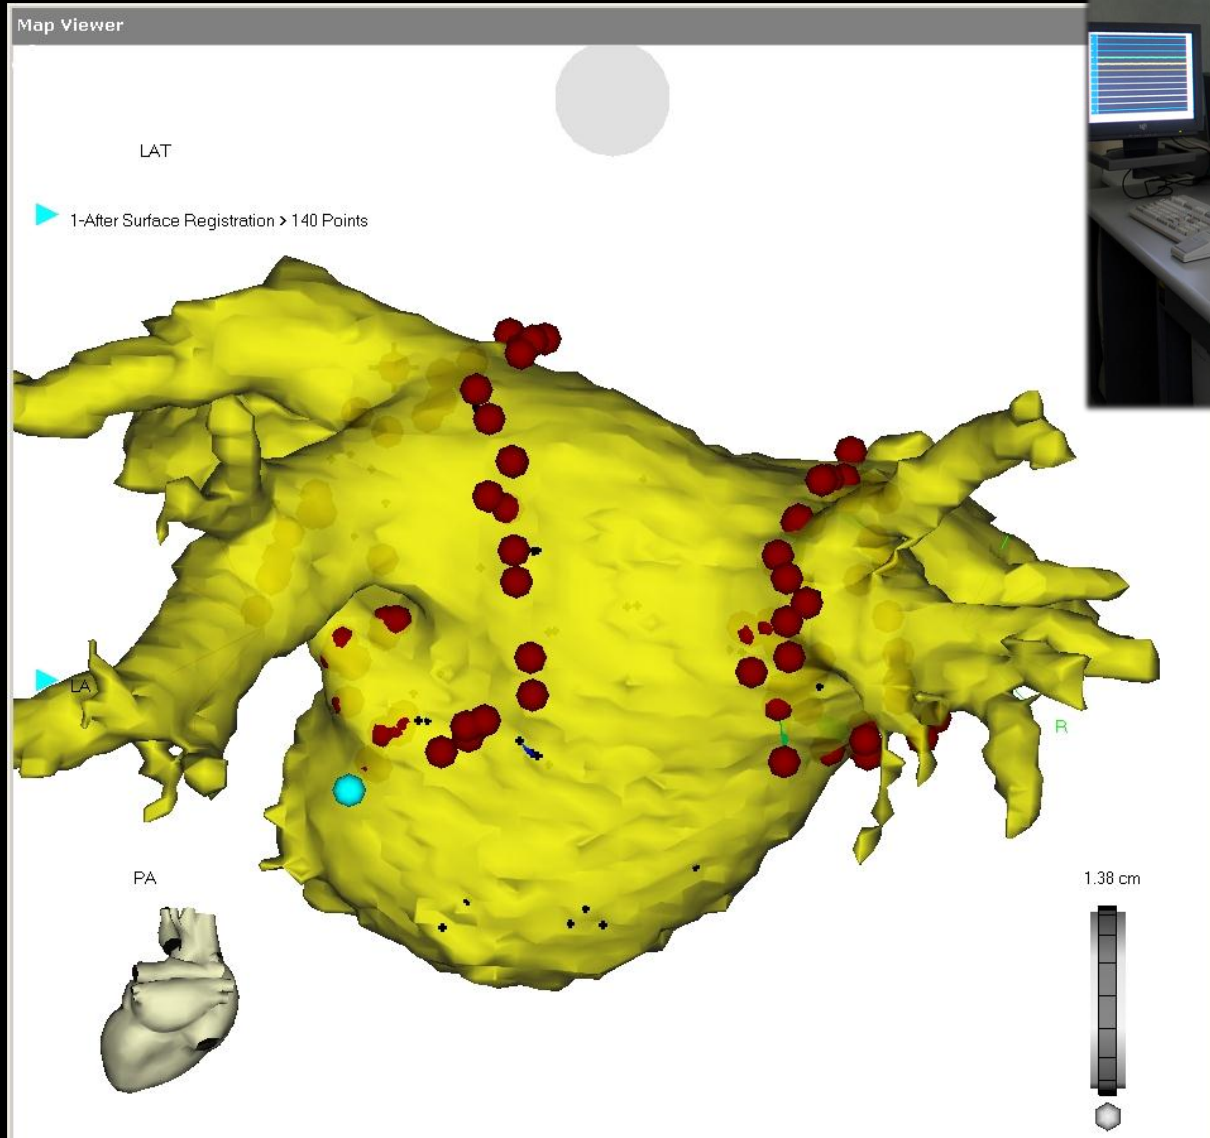 Map Viewer
LAT
1-After Surface Registration > 140 Points
LA
R
PA
1.38 cm